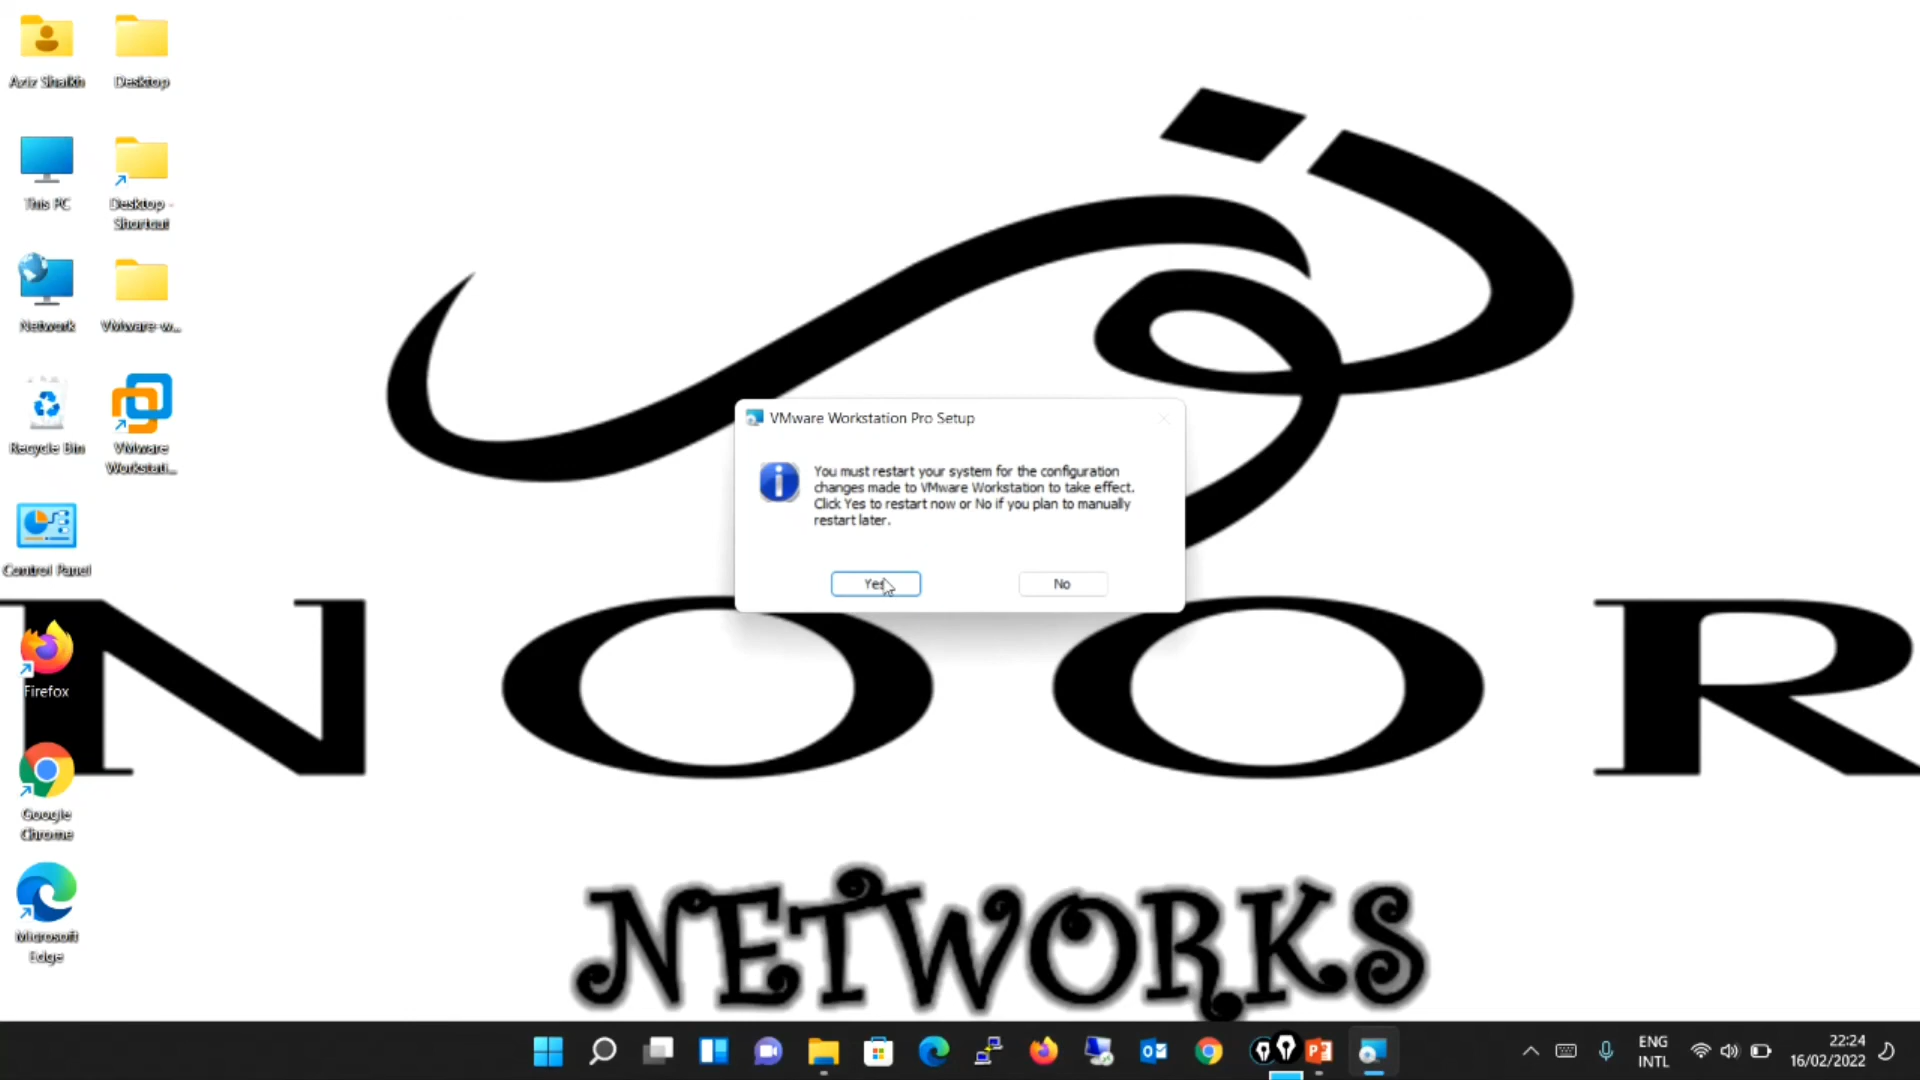 Aziz Shaikh
Desktop
This PC
Desktop -
Shortcut
Network
VMware-w...
Recycle Bin
VMware
Workstati...
Control Panel
Firefox
Google
Chrome
Microsoft
Edge
VMware Workstation Pro Setup
You must restart your system for the configuration
changes made to VMware Workstation to take effect.
Click Yes to restart now or No if you plan to manually
restart later.
Yes
No
NOOR
NETWORKS
ENG
INTL
22:24
16/02/2022